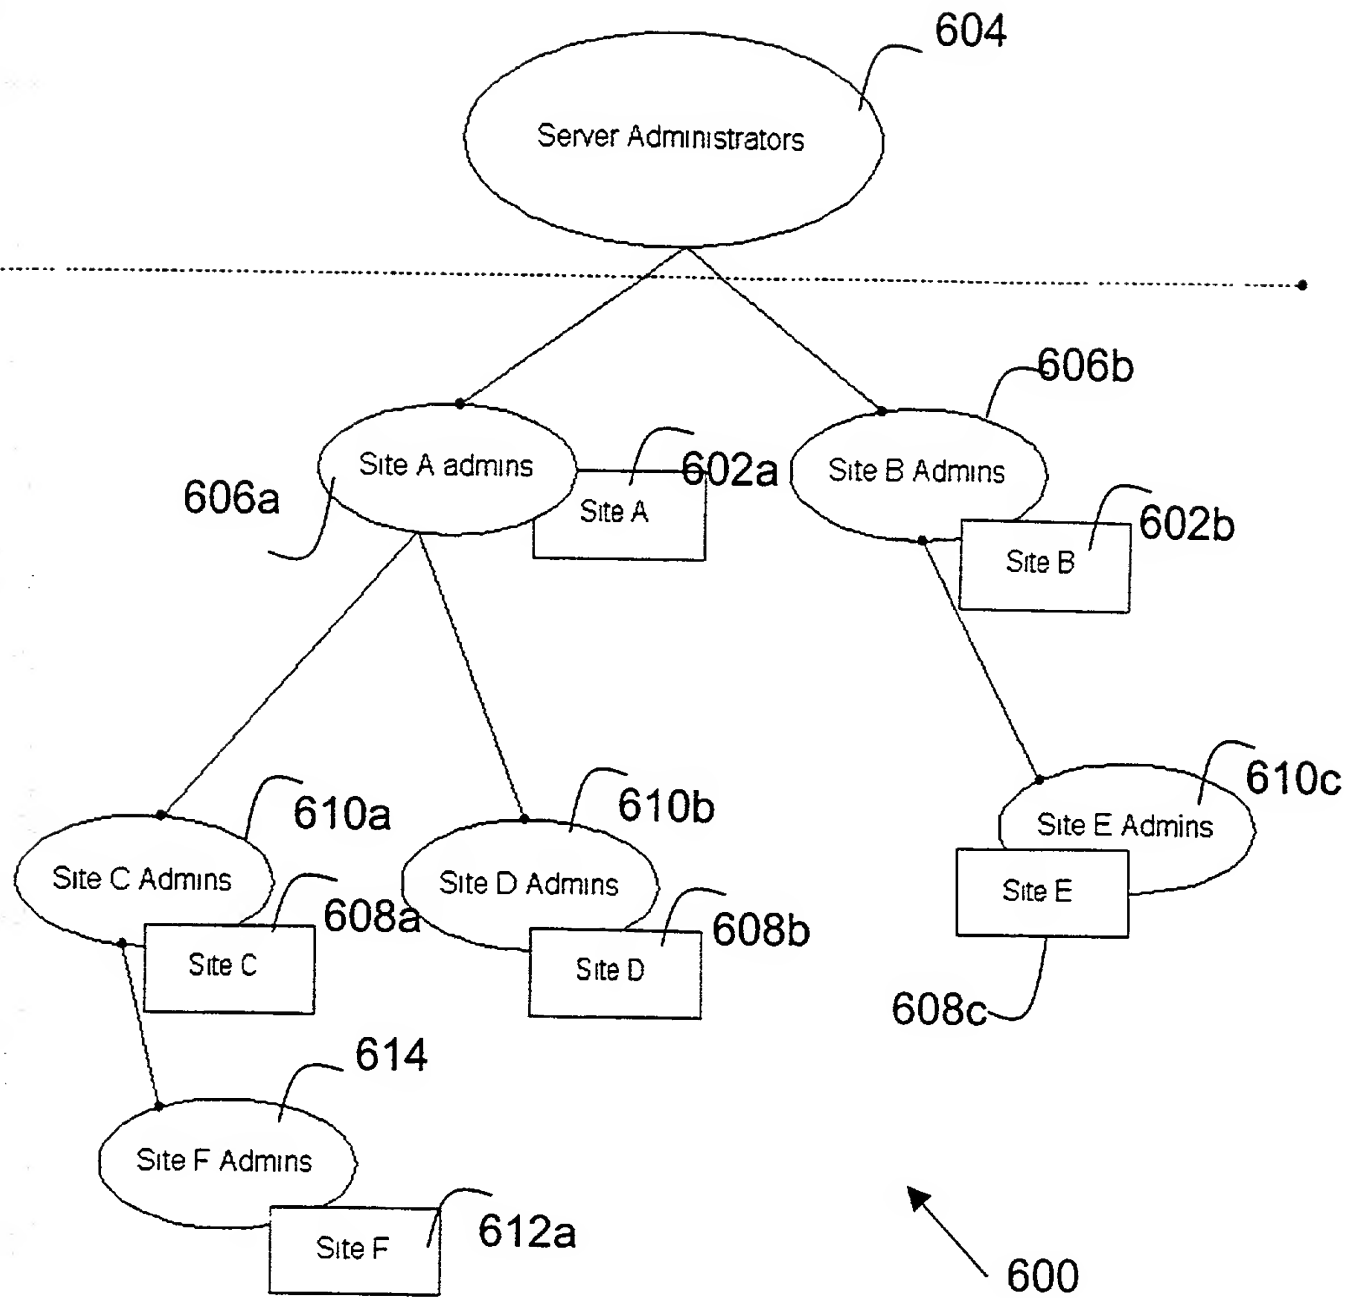 604
Server Administrators
606b
Site A admins
602a
Site B Admins
606a
Site A
602b
Site B
610c
610a
610b
Site E Admins
Site C Admins
Site D Admins
Site E
608a
608b
Site C
Site D
608c
614
Site F Admins
612a
Site F
600